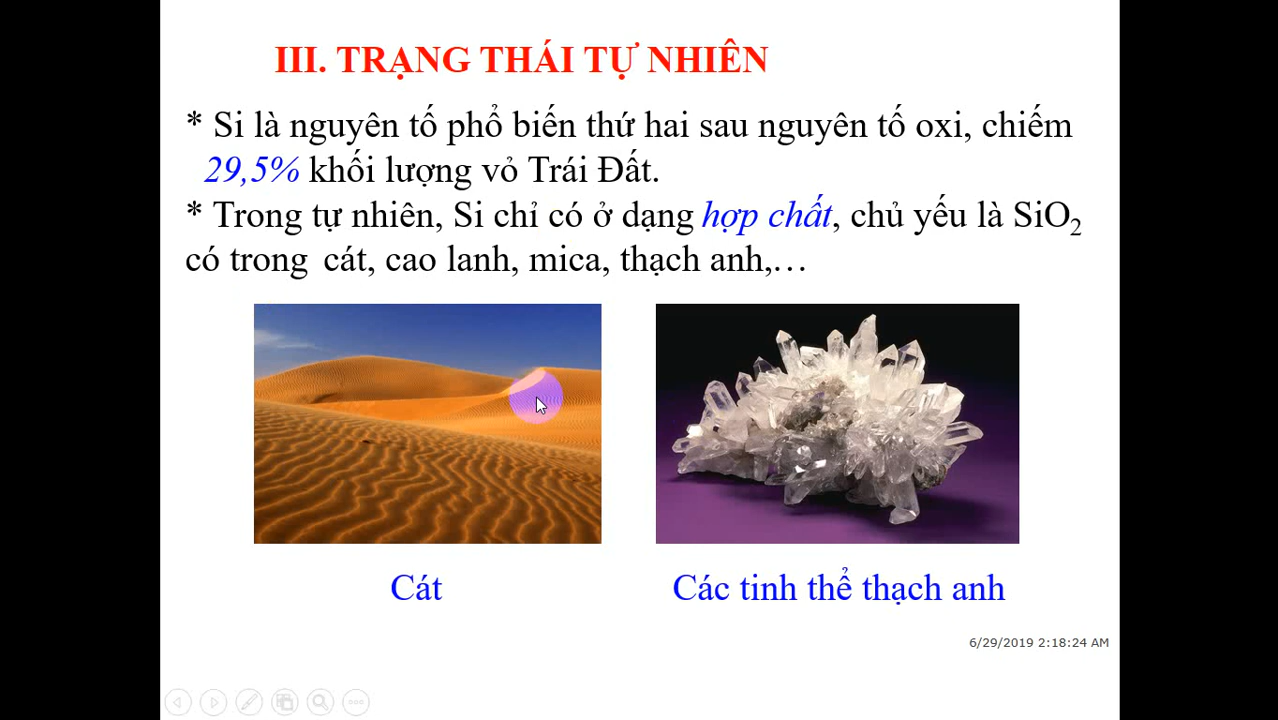 III. TRẠNG THÁI TỰ NHIÊN
* Si là nguyên tố phổ biến thứ hai sau nguyên tố oxi, chiếm
29,5% khối lượng vỏ Trái Đất.
* Trong tự nhiên, Si chỉ có ở dạng hợp chất, chủ yếu là SiO₂
có trong cát, cao lanh, mica, thạch anh,…
Cát
Các tinh thể thạch anh
6/29/2019 2:18:24 AM